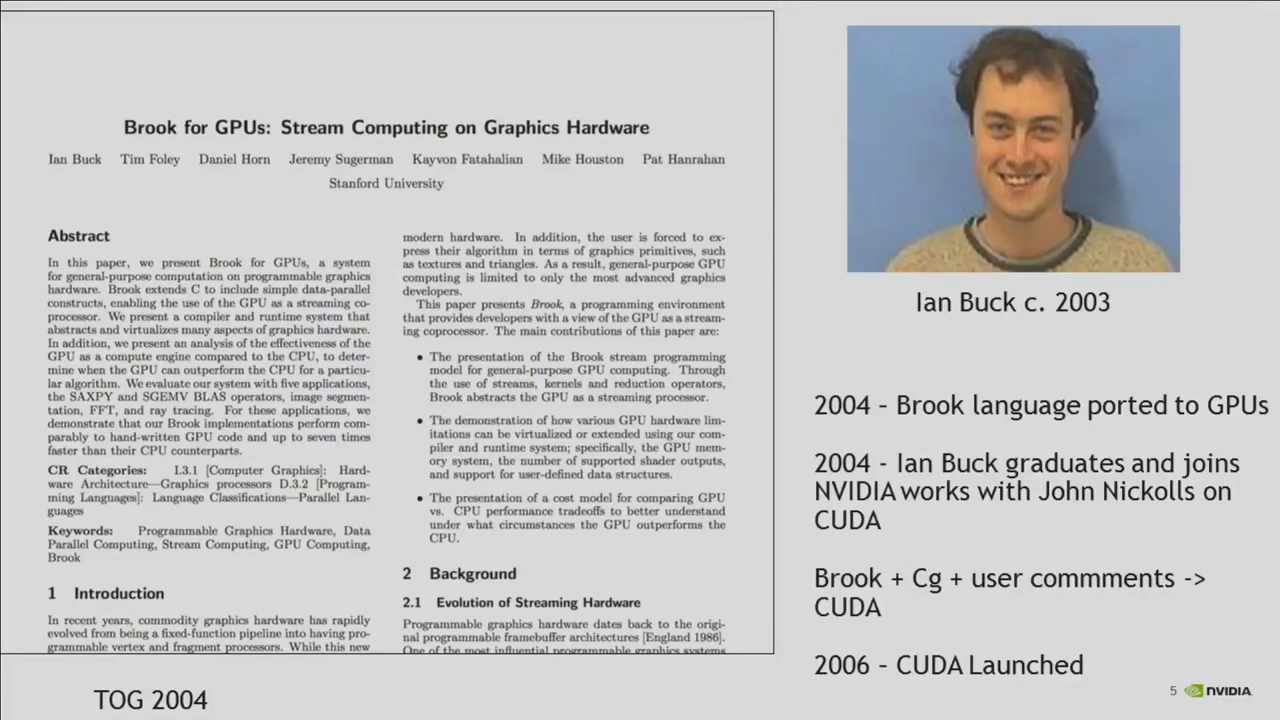 Brook for GPUs: Stream Computing on Graphics Hardware
Ian Buck Tim Foley Daniel Horn Jeremy Sugerman Kayvon Fatahalian Mike Houston Pat Hanrahan
Stanford University
Abstract
In this paper, we present Brook for GPUs, a system
for general-purpose computation on programmable graphics
hardware. Brook extends C to include simple data-parallel
constructs, enabling the use of the GPU as a streaming co-
processor. We present a compiler and runtime system that
abstracts and virtualizes many aspects of graphics hardware.
In addition, we present an analysis of the effectiveness of the
GPU as a compute engine compared to the CPU, to deter-
mine when the GPU can outperform the CPU for a particu-
lar algorithm. We evaluate our system with five applications,
the SAXPY and SGEMV BLAS operators, image segmen-
tation, FFT, and ray tracing. For these applications, we
demonstrate that our Brook implementations perform com-
parably to hand-written GPU code and up to seven times
faster than their CPU counterparts.
CR Categories: I.3.1 [Computer Graphics]: Hard-
ware Architecture—Graphics processors D.3.2 [Program-
ming Languages]: Language Classifications—Parallel Lan-
guages
Keywords: Programmable Graphics Hardware, Data
Parallel Computing, Stream Computing, GPU Computing,
Brook
1 Introduction
In recent years, commodity graphics hardware has rapidly
evolved from being a fixed-function pipeline into having pro-
grammable vertex and fragment processors. While this new
modern hardware. In addition, the user is forced to ex-
press their algorithm in terms of graphics primitives, such
as textures and triangles. As a result, general-purpose GPU
computing is limited to only the most advanced graphics
developers.
This paper presents Brook, a programming environment
that provides developers with a view of the GPU as a stream-
ing coprocessor. The main contributions of this paper are:
• The presentation of the Brook stream programming
model for general-purpose GPU computing. Through
the use of streams, kernels and reduction operators,
Brook abstracts the GPU as a streaming processor.
• The demonstration of how various GPU hardware lim-
itations can be virtualized or extended using our com-
piler and runtime system; specifically, the GPU mem-
ory system, the number of supported shader outputs,
and support for user-defined data structures.
• The presentation of a cost model for comparing GPU
vs. CPU performance tradeoffs to better understand
under what circumstances the GPU outperforms the
CPU.
2 Background
2.1 Evolution of Streaming Hardware
Programmable graphics hardware dates back to the origi-
nal programmable framebuffer architectures [England 1986].
One of the most influential programmable graphics systems
TOG 2004
Ian Buck c. 2003
2004 – Brook language ported to GPUs
2004 - Ian Buck graduates and joins
NVIDIA works with John Nickolls on
CUDA
Brook + Cg + user commments ->
CUDA
2006 – CUDA Launched
5 NVIDIA.